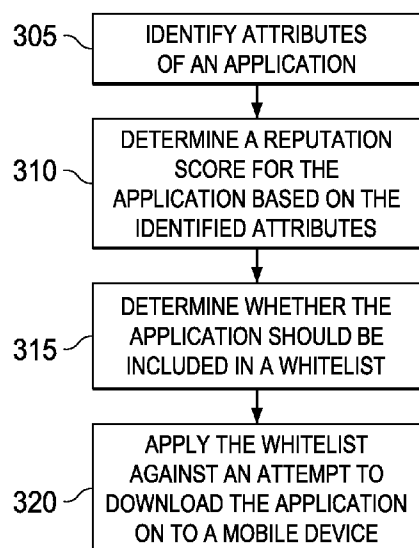 305
IDENTIFY ATTRIBUTES
OF AN APPLICATION
310
DETERMINE A REPUTATION
SCORE FOR THE
APPLICATION BASED ON THE
IDENTIFIED ATTRIBUTES
315
DETERMINE WHETHER THE
APPLICATION SHOULD BE
INCLUDED IN A WHITELIST
320
APPLY THE WHITELIST
AGAINST AN ATTEMPT TO
DOWNLOAD THE APPLICATION
ON TO A MOBILE DEVICE